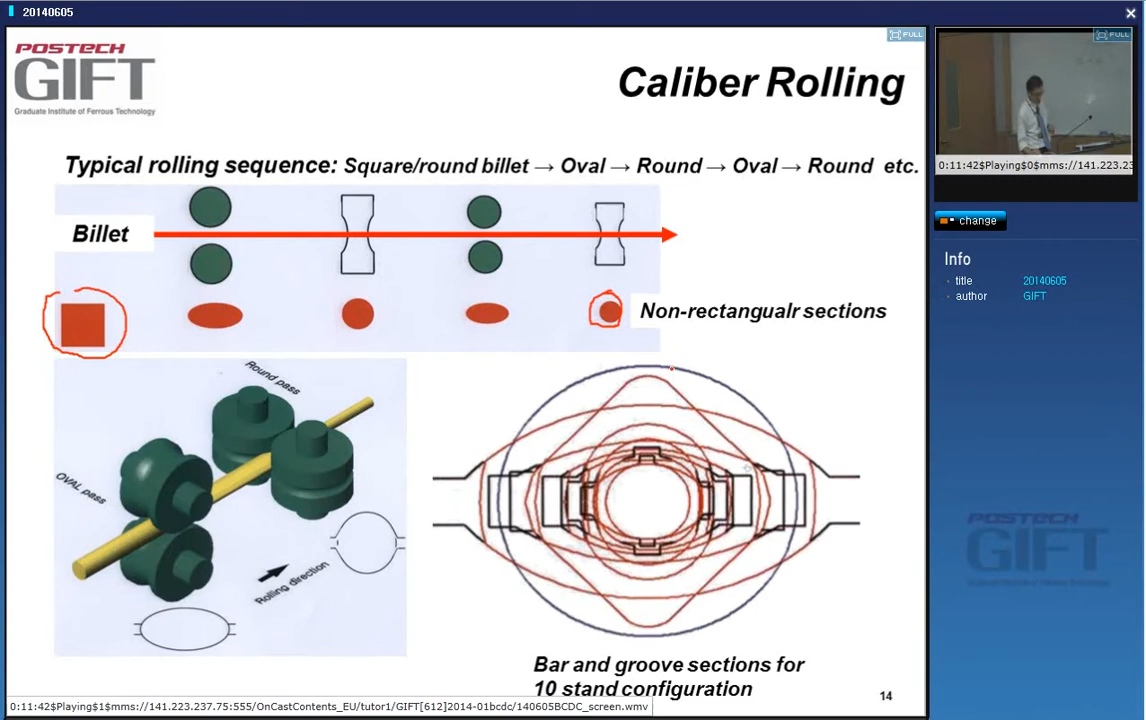 20140605
FULL
POSTECH
GIFT
Graduate Institute of Ferrous Technology
Caliber Rolling
Typical rolling sequence: Square/round billet → Oval → Round → Oval → Round etc.
Billet
Non-rectangualr sections
Round pass
OVAL pass
Rolling direction
Bar and groove sections for
10 stand configuration
14
0:11:42$Playing$1$mms://141.223.237.75:555/OnCastContents_EU/tutor1/GIFT[612]2014-01bcdc/140605BCDC_screen.wmv
FULL
0:11:42$Playing$0$mms://141.223.23
change
Info
title 20140605
author GIFT
POSTECH
GIFT